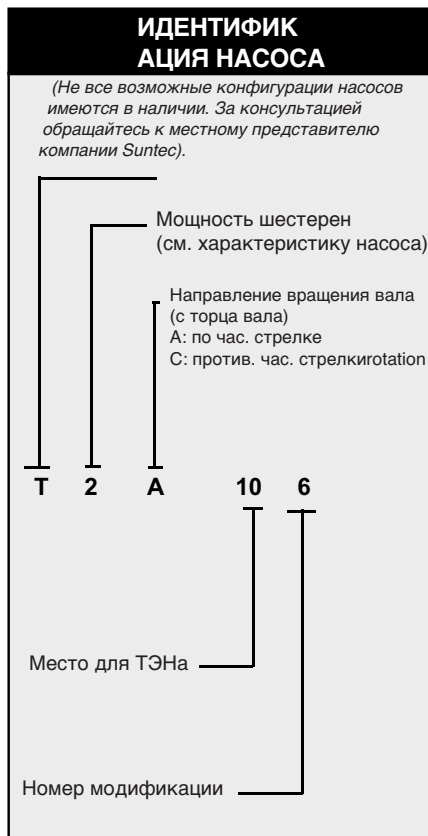 ИДЕНТИФИК
АЦИЯ НАСОСА
(Не все возможные конфигурации насосов
имеются в наличии. За консультацией
обращайтесь к местному представителю
компании Suntec).
Мощность шестерен
(см. характеристику насоса)
Направление вращения вала
(с торца вала)
A: по час. стрелке
C: против. час. стрелкиrotation
T 2 A 10 6
Место для ТЭНа
Номер модификации